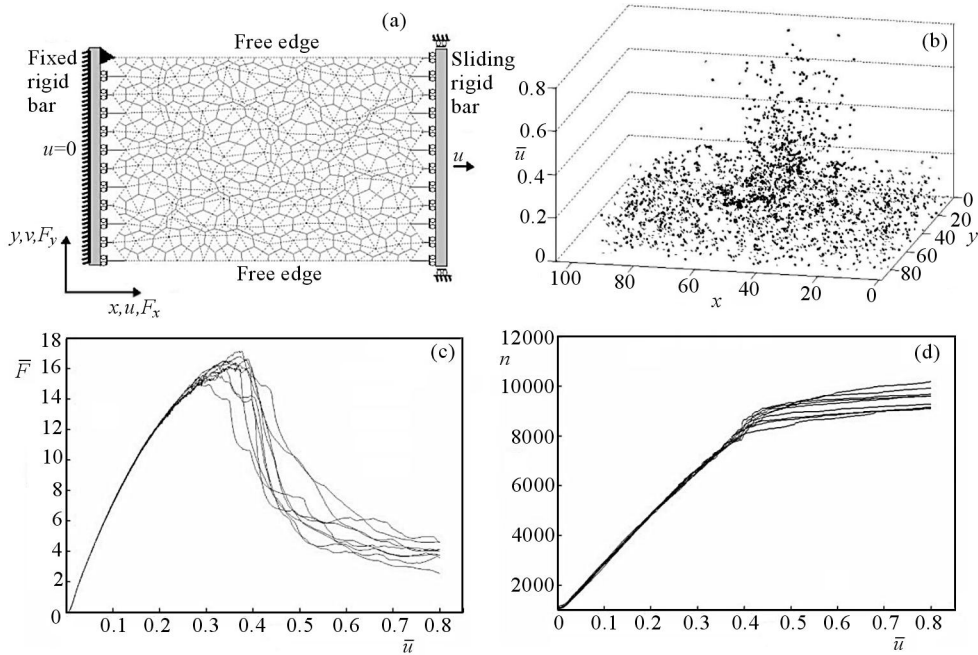 (a)
Free edge
Fixed
rigid
bar
Sliding
rigid
bar
u=0
u
y,v,F_y
Free edge
x,u,F_x
(b)
0.8
0.6
ū
0.4
0.2
0
100
80
60
40
20
0
x
0
20
40
60
80
y
(c)
F̄
18
16
14
12
10
8
6
4
2
0
0.1 0.2 0.3 0.4 0.5 0.6 0.7 0.8
ū
(d)
n
12000
10000
8000
6000
4000
2000
0 0.1 0.2 0.3 0.4 0.5 0.6 0.7 0.8
ū